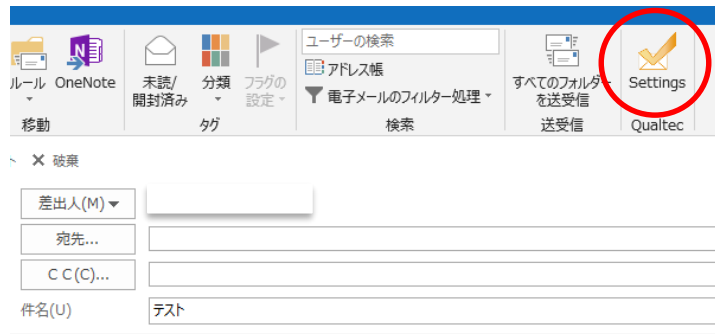 ユーザーの検索
アドレス帳
電子メールのフィルター処理
ルール OneNote
未読/
開封済み
分類
フラグの
設定
すべてのフォルダー
を送受信
Settings
移動 タグ 検索 送受信 Qualtec
× 破棄
差出人(M)
宛先...
C C(C)...
件名(U) テスト